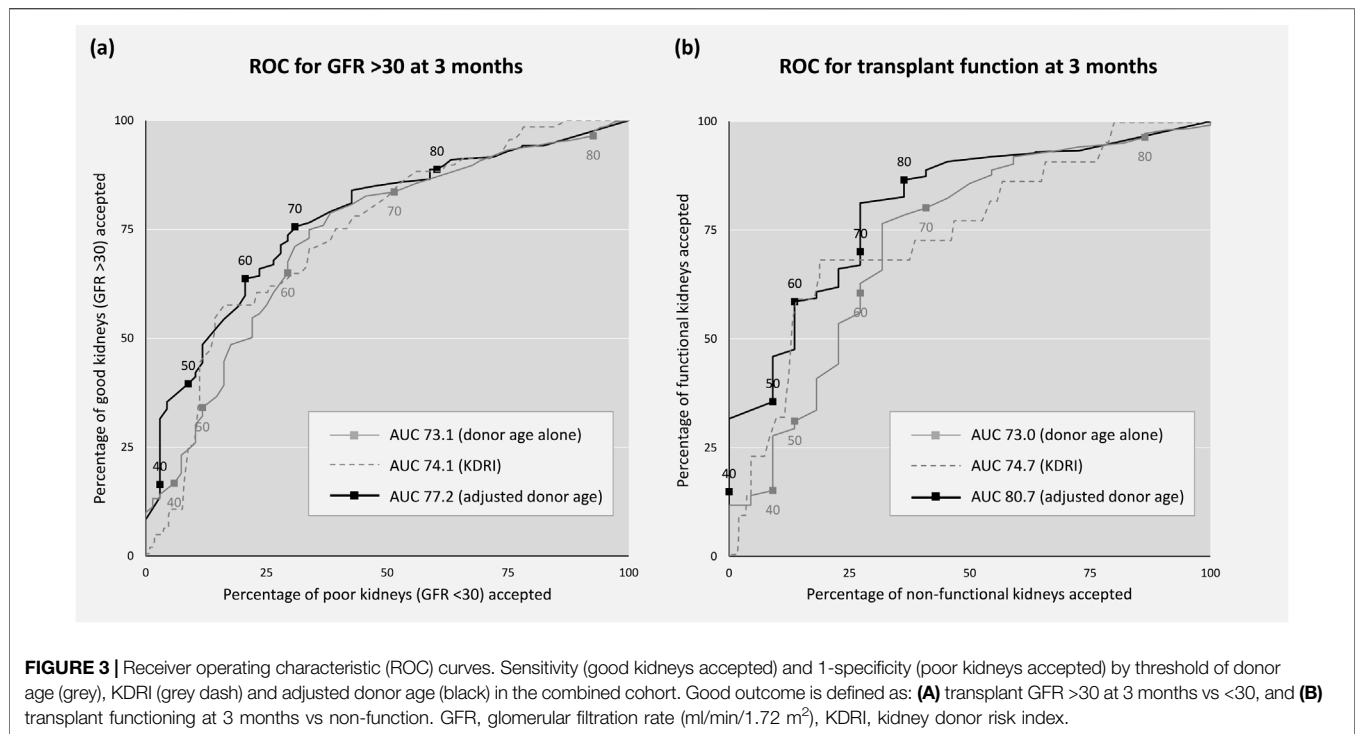 (a)
ROC for GFR >30 at 3 months
Percentage of good kidneys (GFR >30) accepted
100
75
50
25
0
80
80
70
70
60
60
50
50
40
40
AUC 73.1 (donor age alone)
AUC 74.1 (KDRI)
AUC 77.2 (adjusted donor age)
0 25 50 75 100
Percentage of poor kidneys (GFR <30) accepted
(b)
ROC for transplant function at 3 months
Percentage of functional kidneys accepted
100
75
50
25
0
80
80
70
70
60
60
50
50
40
40
AUC 73.0 (donor age alone)
AUC 74.7 (KDRI)
AUC 80.7 (adjusted donor age)
0 25 50 75 100
Percentage of non-functional kidneys accepted
FIGURE 3 | Receiver operating characteristic (ROC) curves. Sensitivity (good kidneys accepted) and 1-specificity (poor kidneys accepted) by threshold of donor
age (grey), KDRI (grey dash) and adjusted donor age (black) in the combined cohort. Good outcome is defined as: (A) transplant GFR >30 at 3 months vs <30, and (B)
transplant functioning at 3 months vs non-function. GFR, glomerular filtration rate (ml/min/1.72 m²), KDRI, kidney donor risk index.